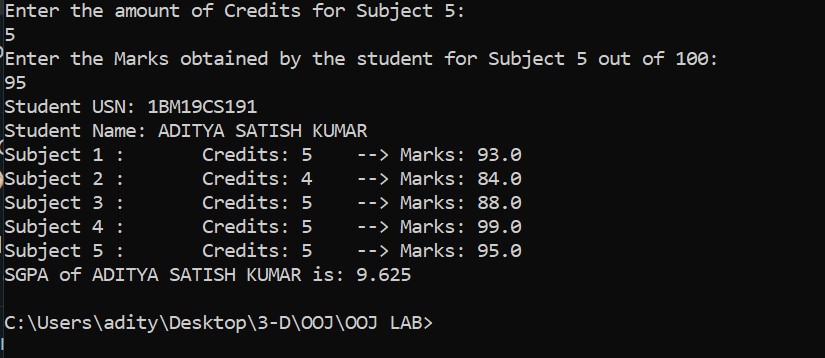 Enter the amount of Credits for Subject 5:
5
Enter the Marks obtained by the student for Subject 5 out of 100:
95
Student USN: 1BM19CS191
Student Name: ADITYA SATISH KUMAR
Subject 1 :       Credits: 5    --> Marks: 93.0
Subject 2 :       Credits: 4    --> Marks: 84.0
Subject 3 :       Credits: 5    --> Marks: 88.0
Subject 4 :       Credits: 5    --> Marks: 99.0
Subject 5 :       Credits: 5    --> Marks: 95.0
SGPA of ADITYA SATISH KUMAR is: 9.625
C:\Users\adity\Desktop\3-D\OOJ\OOJ LAB>